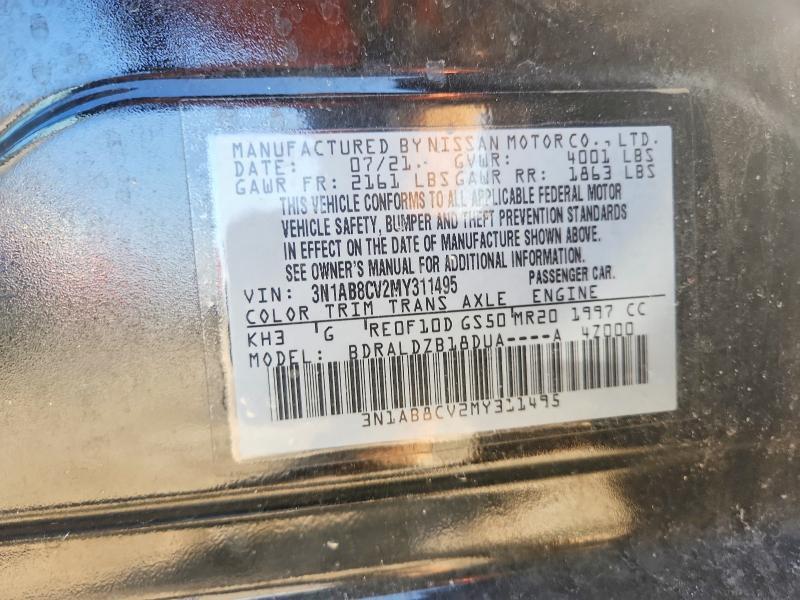 MANUFACTURED BY NISSAN MOTOR CO., LTD.
DATE: 07/21. GVWR: 4001 LBS
GAWR FR: 2161 LBS GAWR RR: 1863 LBS
THIS VEHICLE CONFORMS TO ALL APPLICABLE FEDERAL MOTOR
VEHICLE SAFETY, BUMPER AND THEFT PREVENTION STANDARDS
IN EFFECT ON THE DATE OF MANUFACTURE SHOWN ABOVE.
SEE OWNER'S MANUAL FOR ADDITIONAL INFORMATION.
VIN: 3N1AB8CV2MY311495 PASSENGER CAR.
COLOR TRIM TRANS AXLE ENGINE
KH3 G RE0F10D GS50 MR20 1997 CC
MODEL: BDRALDZB18DUA----A 4Z000
3N1AB8CV2MY311495